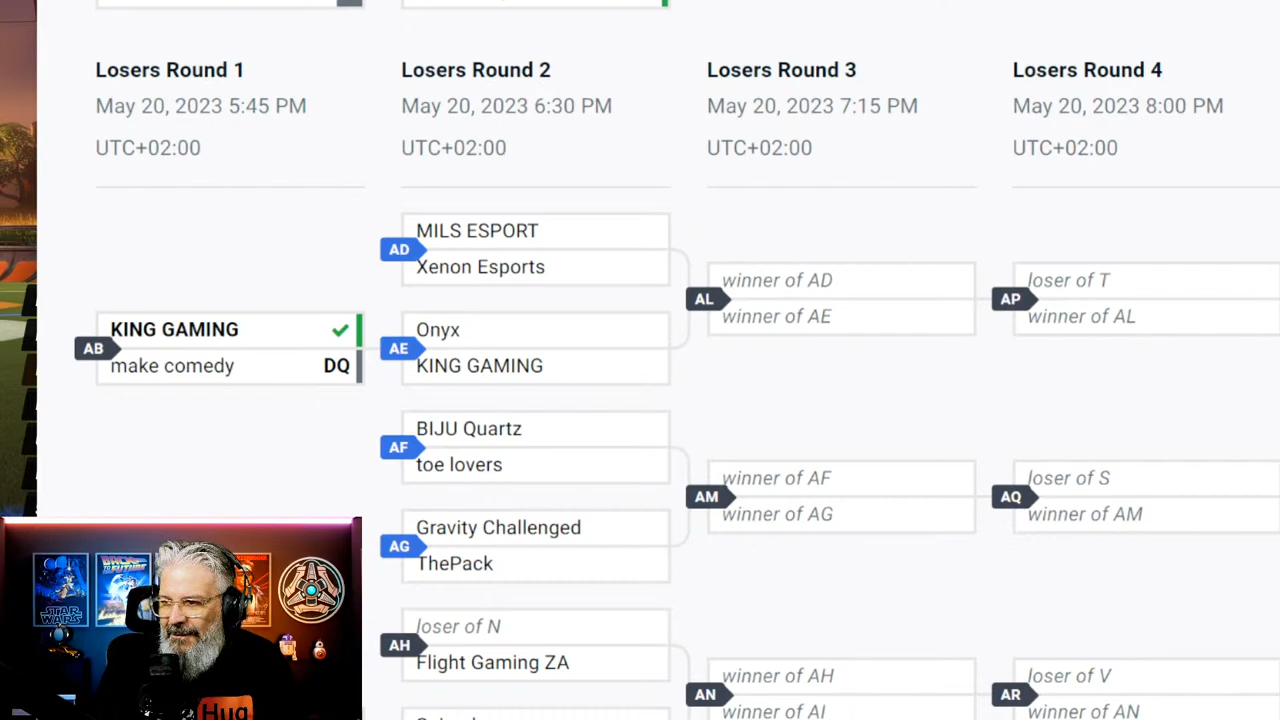 Losers Round 1
May 20, 2023 5:45 PM
UTC+02:00
Losers Round 2
May 20, 2023 6:30 PM
UTC+02:00
Losers Round 3
May 20, 2023 7:15 PM
UTC+02:00
Losers Round 4
May 20, 2023 8:00 PM
UTC+02:00
AB
KING GAMING
make comedy DQ
AD
MILS ESPORT
Xenon Esports
AE
Onyx
KING GAMING
AF
BIJU Quartz
toe lovers
AG
Gravity Challenged
ThePack
AH
loser of N
Flight Gaming ZA
AL
winner of AD
winner of AE
AM
winner of AF
winner of AG
AN
winner of AH
winner of AI
AP
loser of T
winner of AL
AQ
loser of S
winner of AM
AR
loser of V
winner of AN
STAR
WARS
BACK
TO THE
FUTURE
Hug